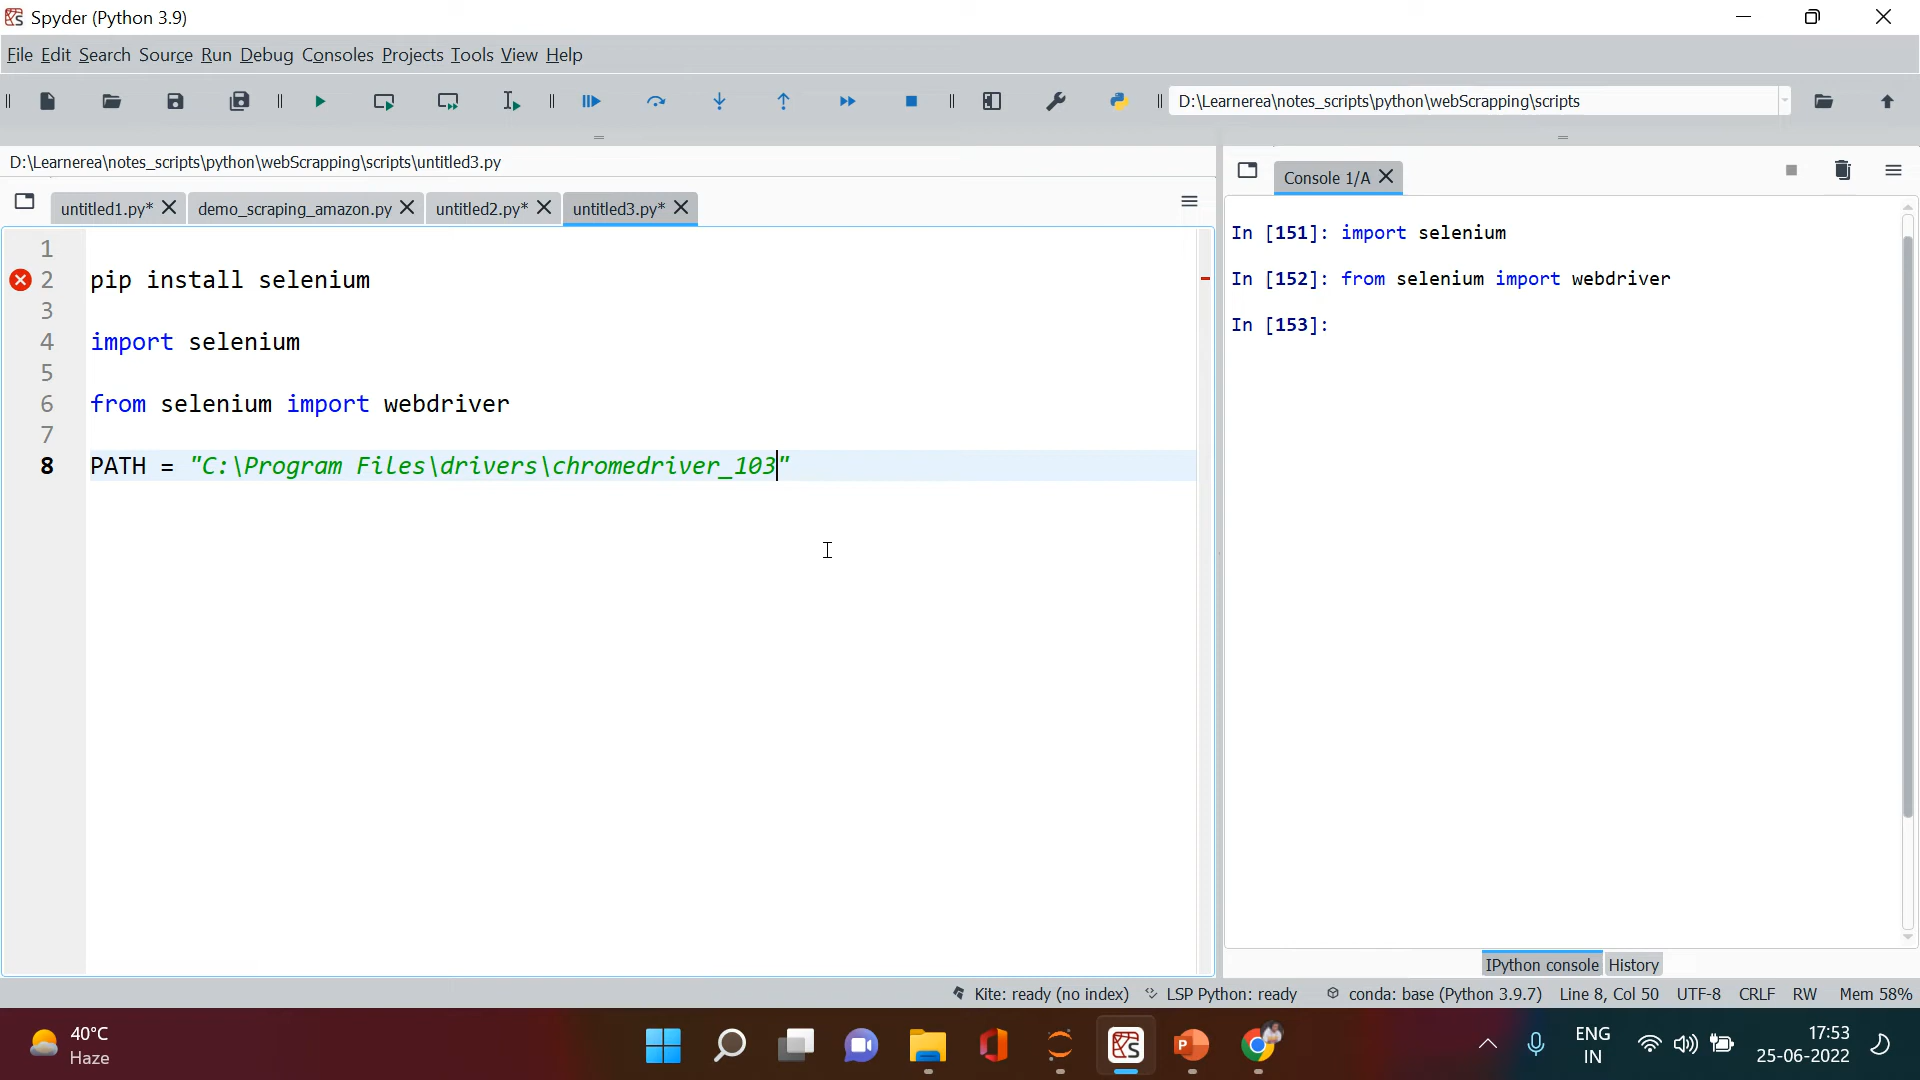 Spyder (Python 3.9)
File Edit Search Source Run Debug Consoles Projects Tools View Help
D:\Learnerea\notes_scripts\python\webScrapping\scripts
D:\Learnerea\notes_scripts\python\webScrapping\scripts\untitled3.py
untitled1.py* demo_scraping_amazon.py untitled2.py* untitled3.py*
1
2 pip install selenium
3
4 import selenium
5
6 from selenium import webdriver
7
8 PATH = "C:\Program Files\drivers\chromedriver_103"
Console 1/A
In [151]: import selenium
In [152]: from selenium import webdriver
In [153]:
IPython console History
Kite: ready (no index) LSP Python: ready conda: base (Python 3.9.7) Line 8, Col 50 UTF-8 CRLF RW Mem 58%
40°C
Haze
ENG
IN
17:53
25-06-2022